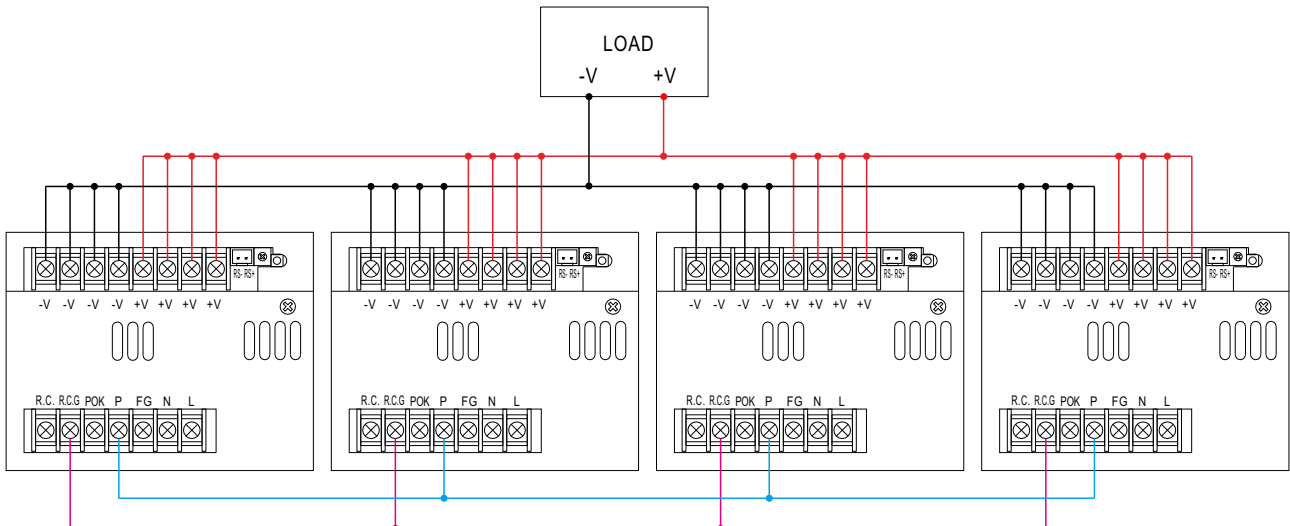 LOAD
-V +V
RS- RS+ RS- RS+ RS- RS+ RS- RS+
-V -V -V -V +V +V +V +V -V -V -V -V +V +V +V +V -V -V -V -V +V +V +V +V -V -V -V -V +V +V +V +V
R.C. R.C.G POK P FG N L R.C. R.C.G POK P FG N L R.C. R.C.G POK P FG N L R.C. R.C.G POK P FG N L